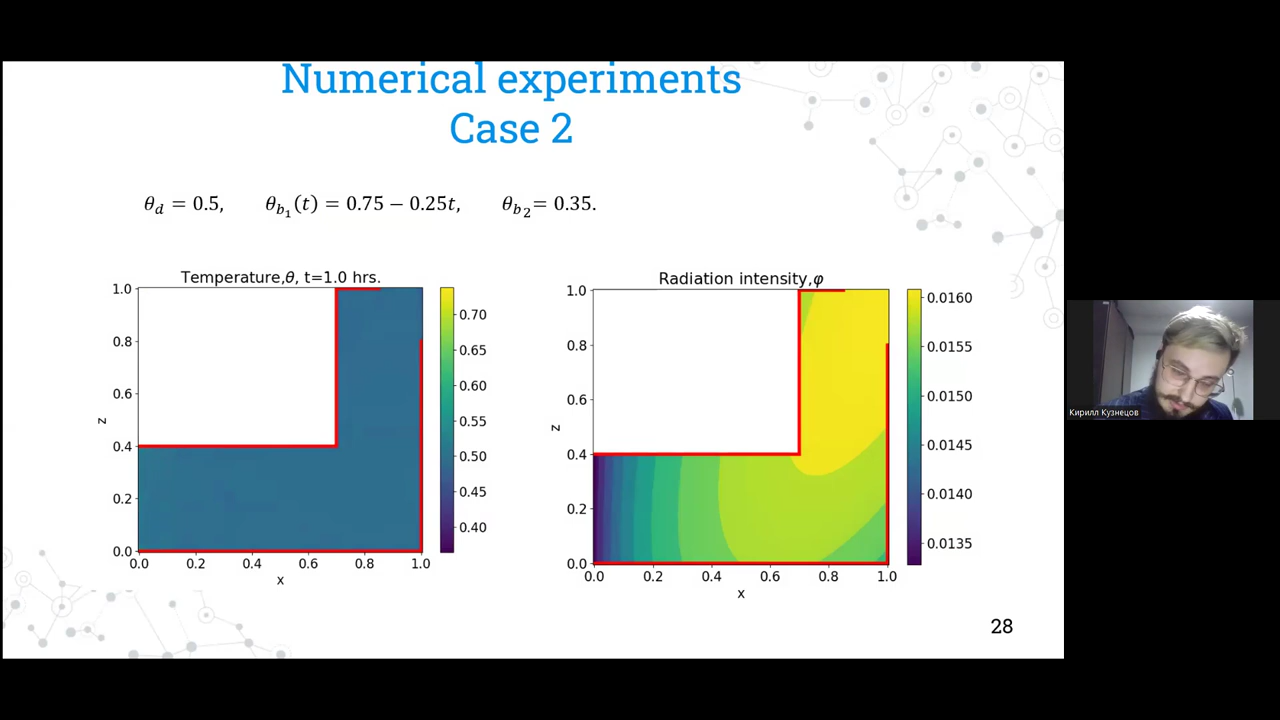 Numerical experiments
Case 2
θ_d = 0.5, θ_{b_1}(t) = 0.75 − 0.25t, θ_{b_2}= 0.35.
Temperature,θ, t=1.0 hrs.
1.0
0.8
0.6
0.4
0.2
0.0
z
0.0 0.2 0.4 0.6 0.8 1.0
x
0.70
0.65
0.60
0.55
0.50
0.45
0.40
Radiation intensity,φ
1.0
0.8
0.6
0.4
0.2
0.0
z
0.0 0.2 0.4 0.6 0.8 1.0
x
0.0160
0.0155
0.0150
0.0145
0.0140
0.0135
Кирилл Кузнецов
28